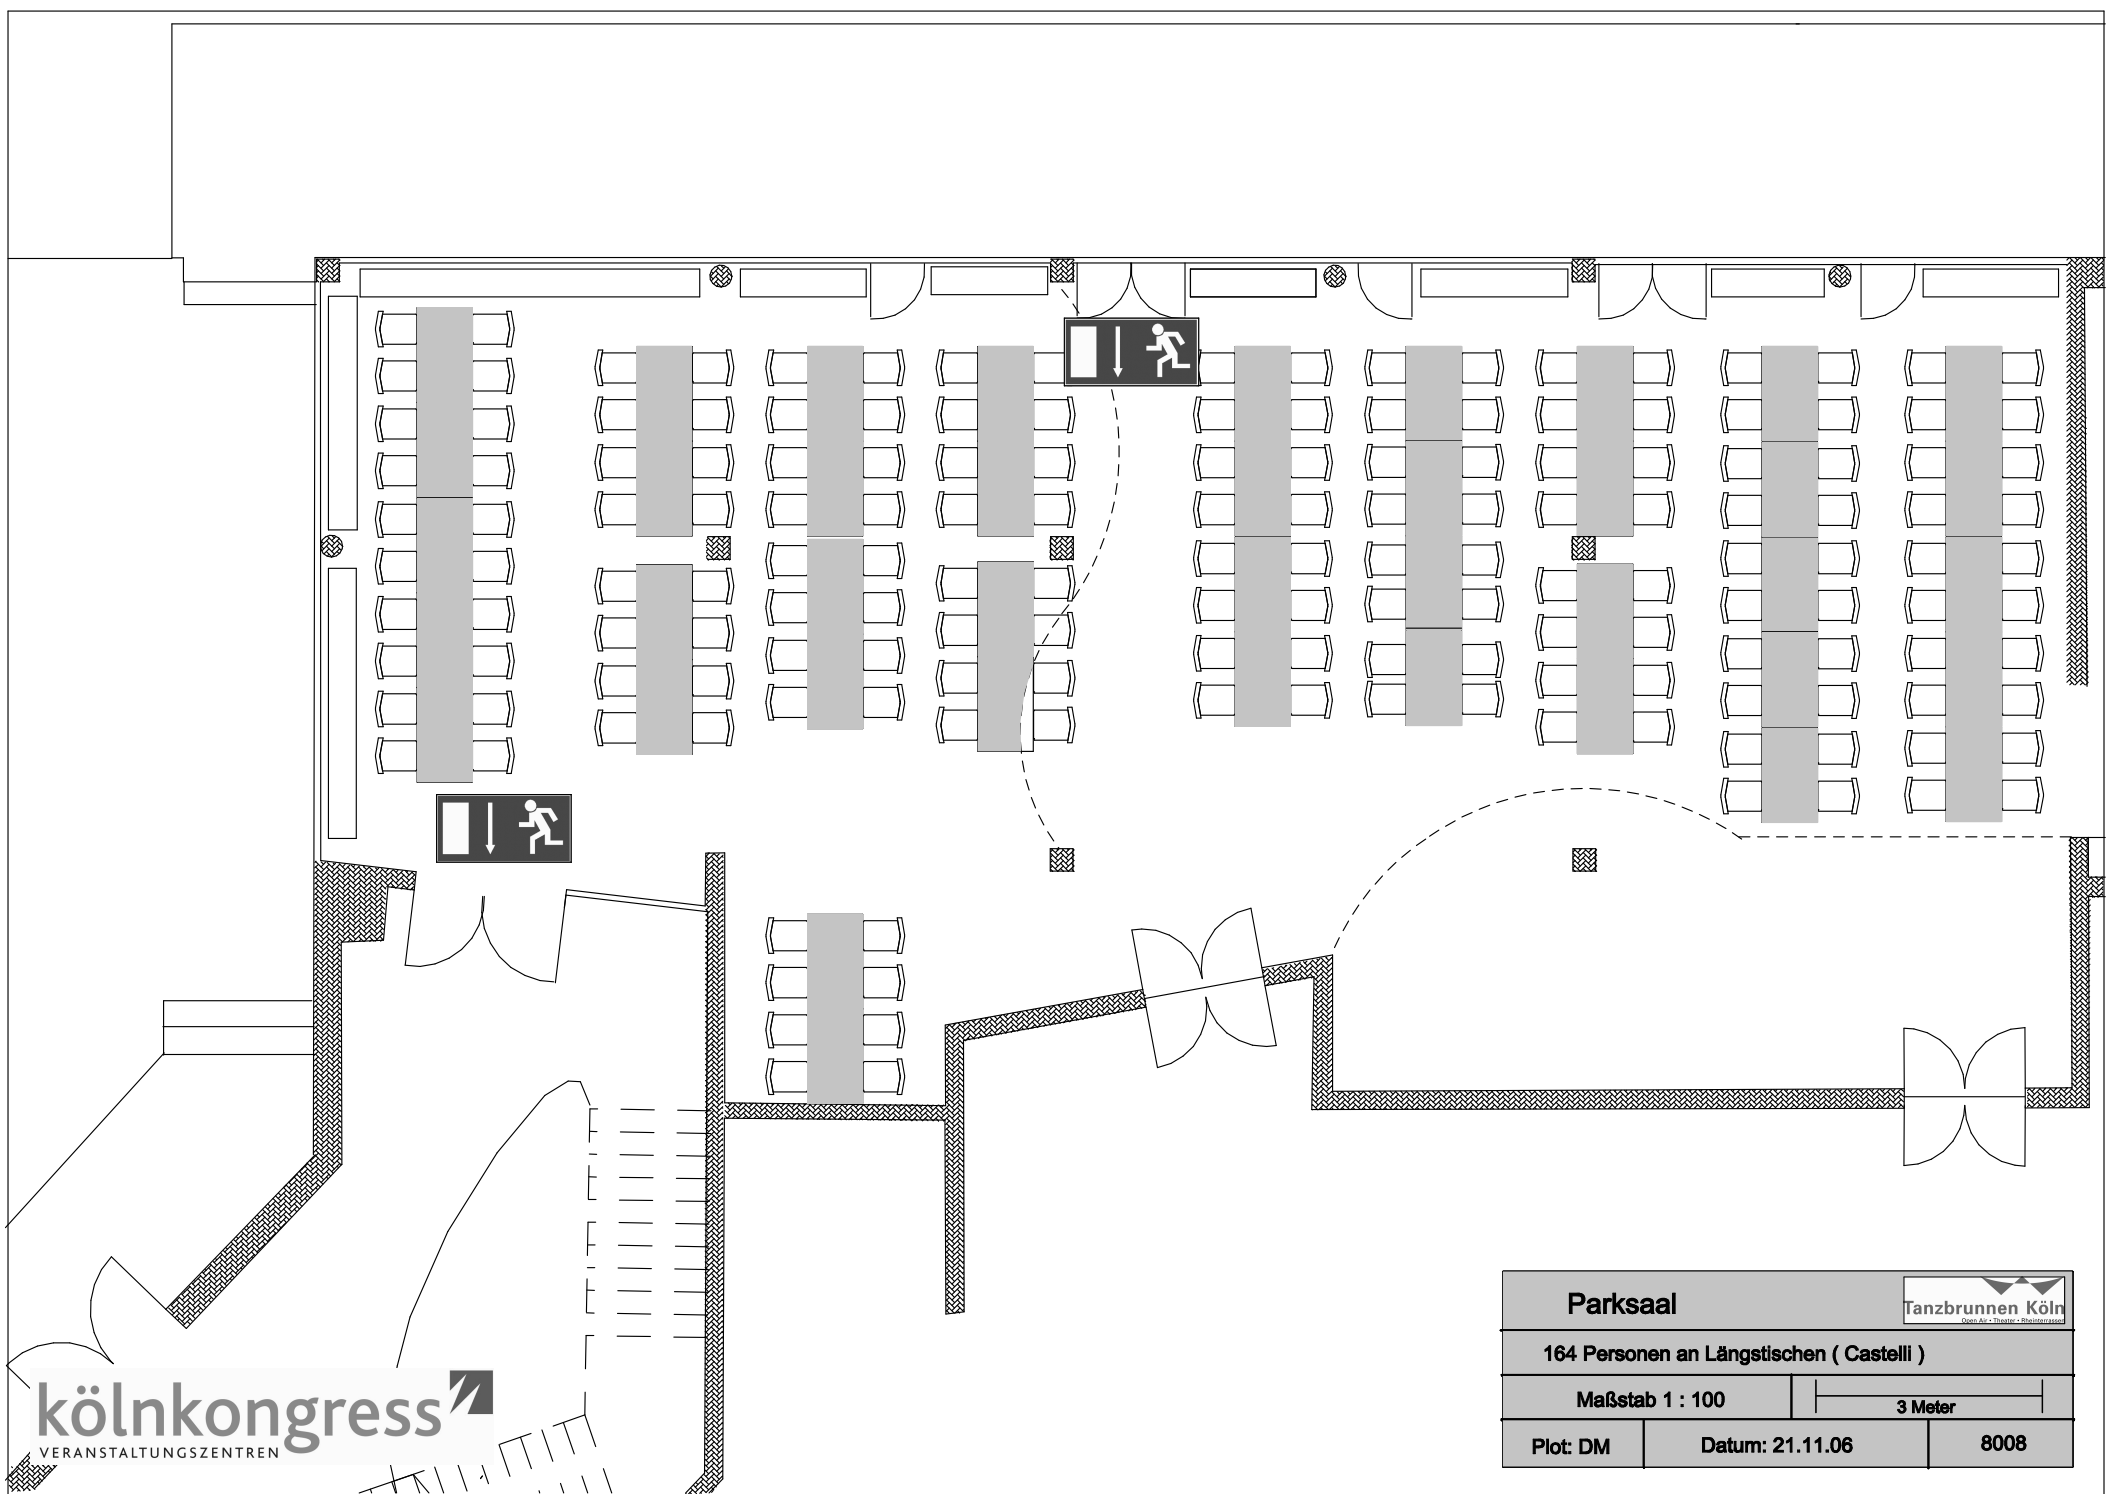 Parksaal
Tanzbrunnen Köln
Open Air • Theater • Rheinterrassen
164 Personen an Längstischen ( Castelli )
Maßstab 1 : 100
3 Meter
Plot: DM
Datum: 21.11.06
8008
kölnkongress
VERANSTALTUNGSZENTREN